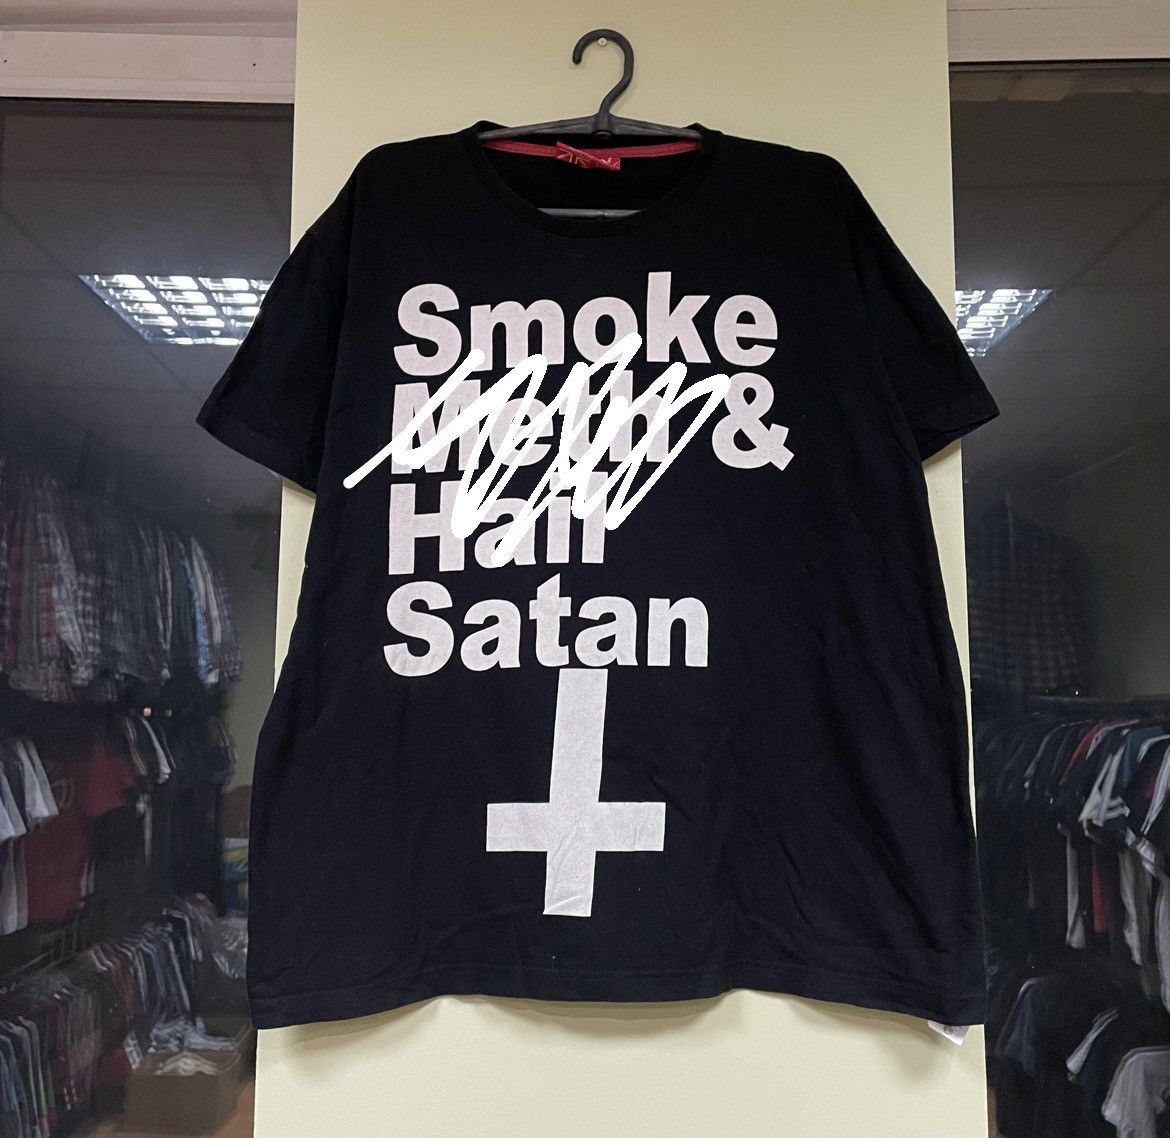 Smoke
Meth &
Hail
Satan